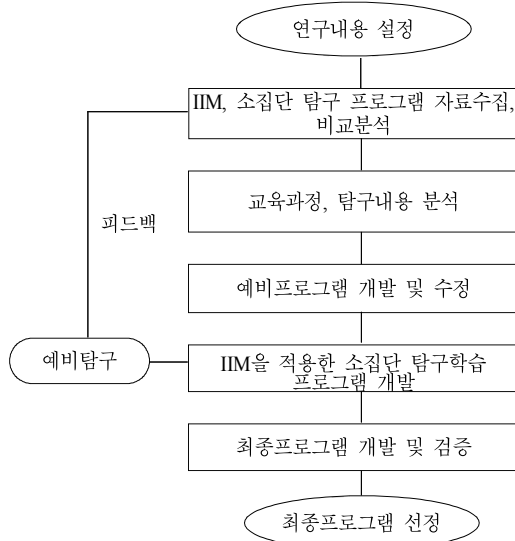 연구내용 설정
IIM, 소집단 탐구 프로그램 자료수집,
비교분석
교육과정, 탐구내용 분석
피드백
예비프로그램 개발 및 수정
예비탐구
IIM을 적용한 소집단 탐구학습
프로그램 개발
최종프로그램 개발 및 검증
최종프로그램 선정